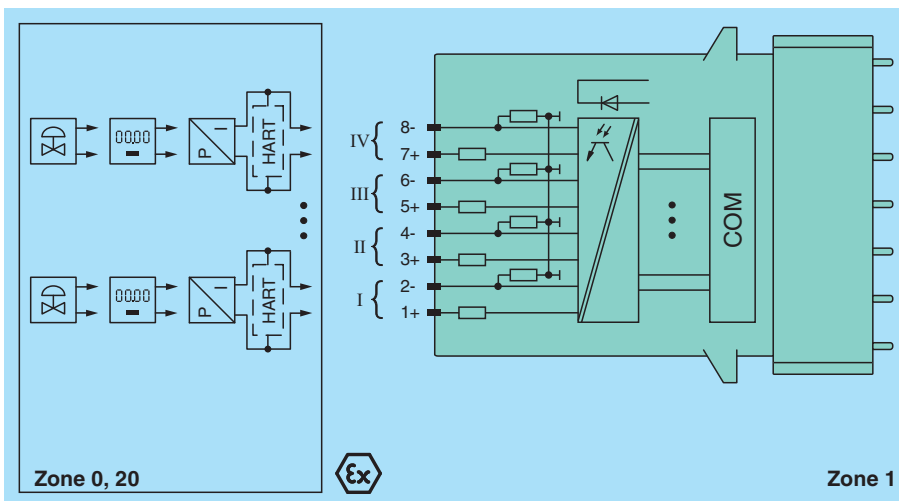 00.00
P I
HART
00.00
P I
HART
IV
8-
7+
III
6-
5+
II
4-
3+
I
2-
1+
COM
Zone 0, 20
Ex
Zone 1